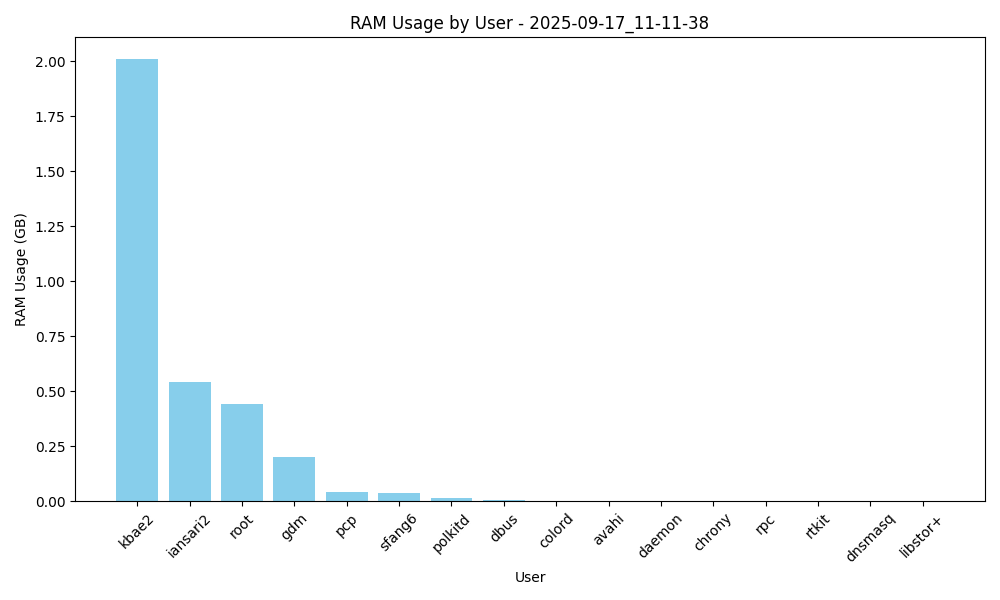 RAM Usage by User - 2025-09-17_11-11-38
RAM Usage (GB)
2.00
1.75
1.50
1.25
1.00
0.75
0.50
0.25
0.00
kbae2
iansari2
root
gdm
pcp
sfang6
polkitd
dbus
colord
avahi
daemon
chrony
rpc
rtkit
dnsmasq
libstor+
User